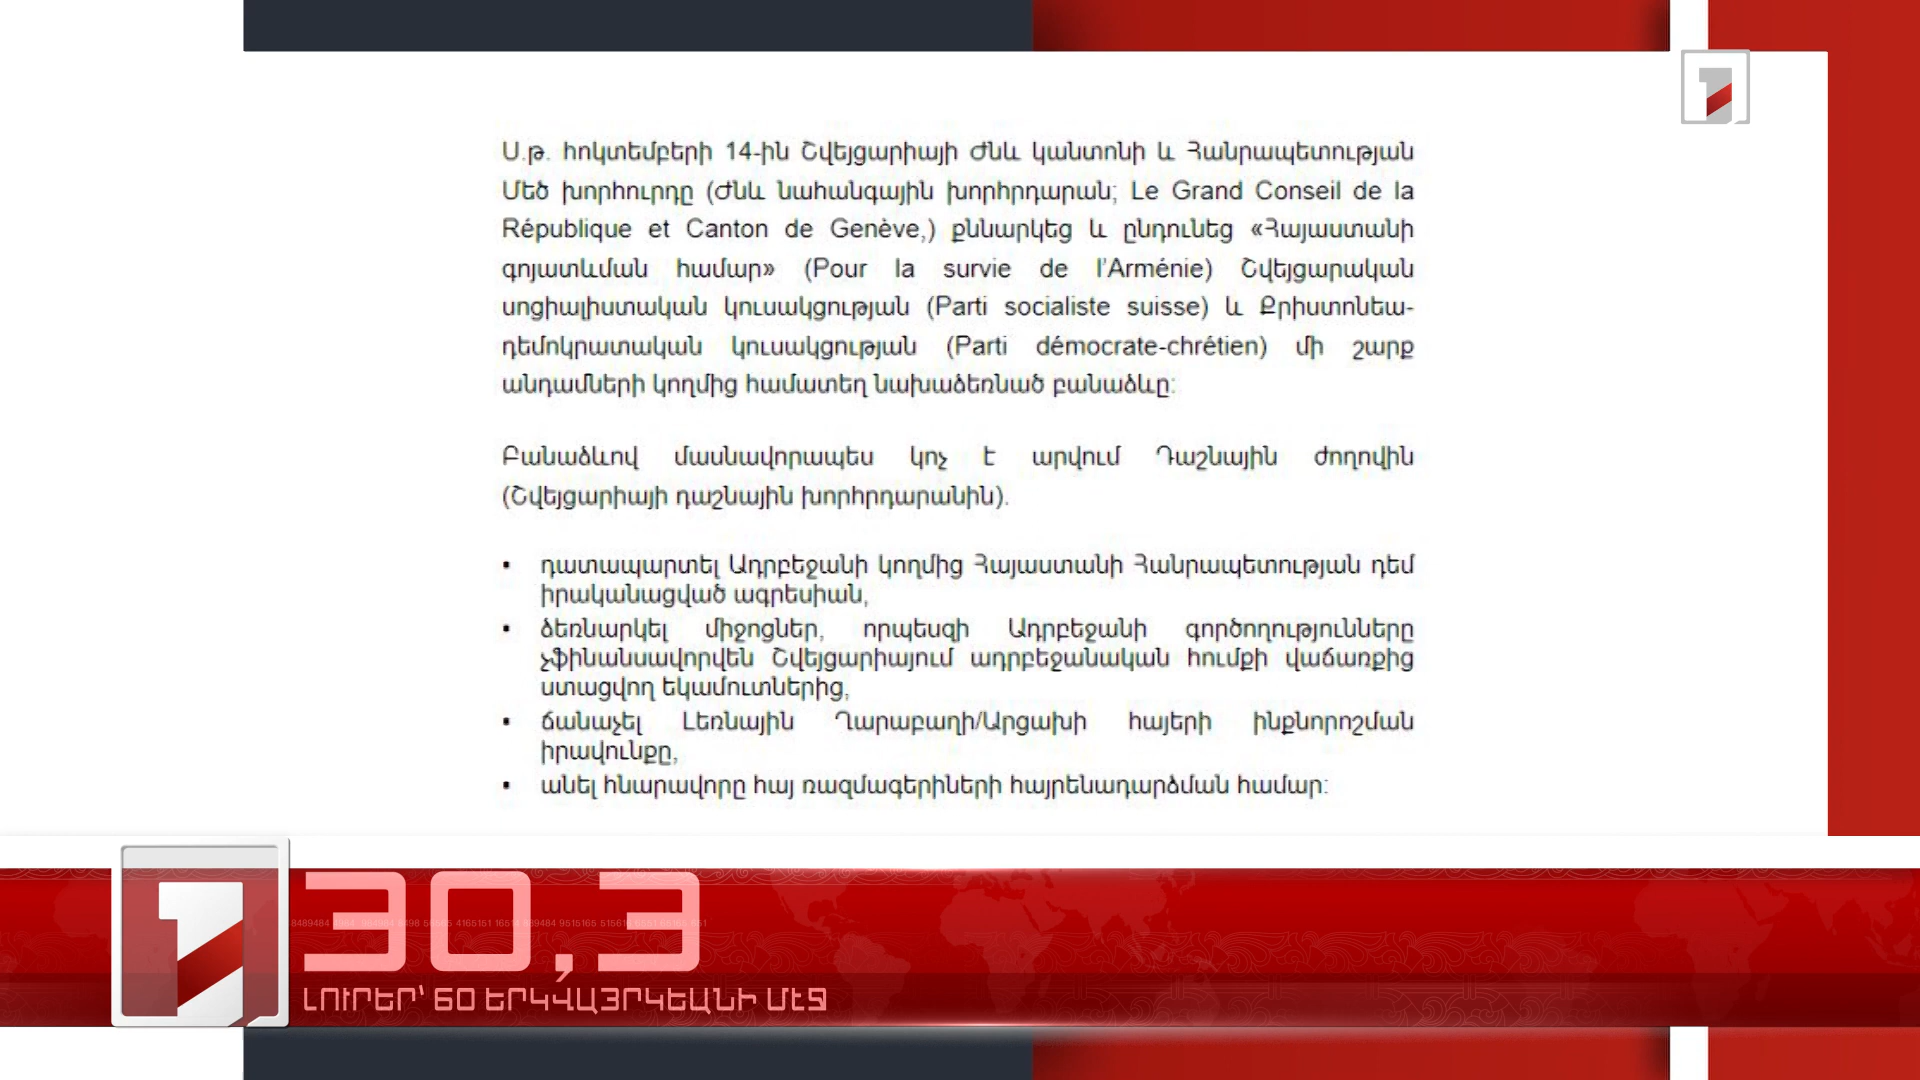 Ս.թ. հոկտեմբերի 14-ին Շվեյցարիայի Ժնև կանտոնի և Հանրապետության
Մեծ խորհուրդը (Ժնև նահանգային խորհրդարան; Le Grand Conseil de la
République et Canton de Genève,) քննարկեց և ընդունեց «Հայաստանի
գոյատևման համար» (Pour la survie de l'Arménie) Շվեյցարական
սոցիալիստական կուսակցության (Parti socialiste suisse) և Քրիստոնեա-
դեմոկրատական կուսակցության (Parti démocrate-chrétien) մի շարք
անդամների կողմից համատեղ նախաձեռնած բանաձևը։
Բանաձևով մասնավորապես կոչ է արվում Դաշնային ժողովին
(Շվեյցարիայի դաշնային խորհրդարանին).
• դատապարտել Ադրբեջանի կողմից Հայաստանի Հանրապետության դեմ
իրականացված ագրեսիան,
• ձեռնարկել միջոցներ, որպեսզի Ադրբեջանի գործողությունները
չֆինանսավորվեն Շվեյցարիայում ադրբեջանական հումքի վաճառքից
ստացվող եկամուտներից,
• ճանաչել Լեռնային Ղարաբաղի/Արցախի հայերի ինքնորոշման
իրավունքը,
• անել հնարավորը հայ ռազմագերիների հայրենադարձման համար։
30,3
ԼՈՒՐԵՐ՝ 60 ԵՐԿՎԱՅՐԿԵԱՆԻ ՄԵՋ